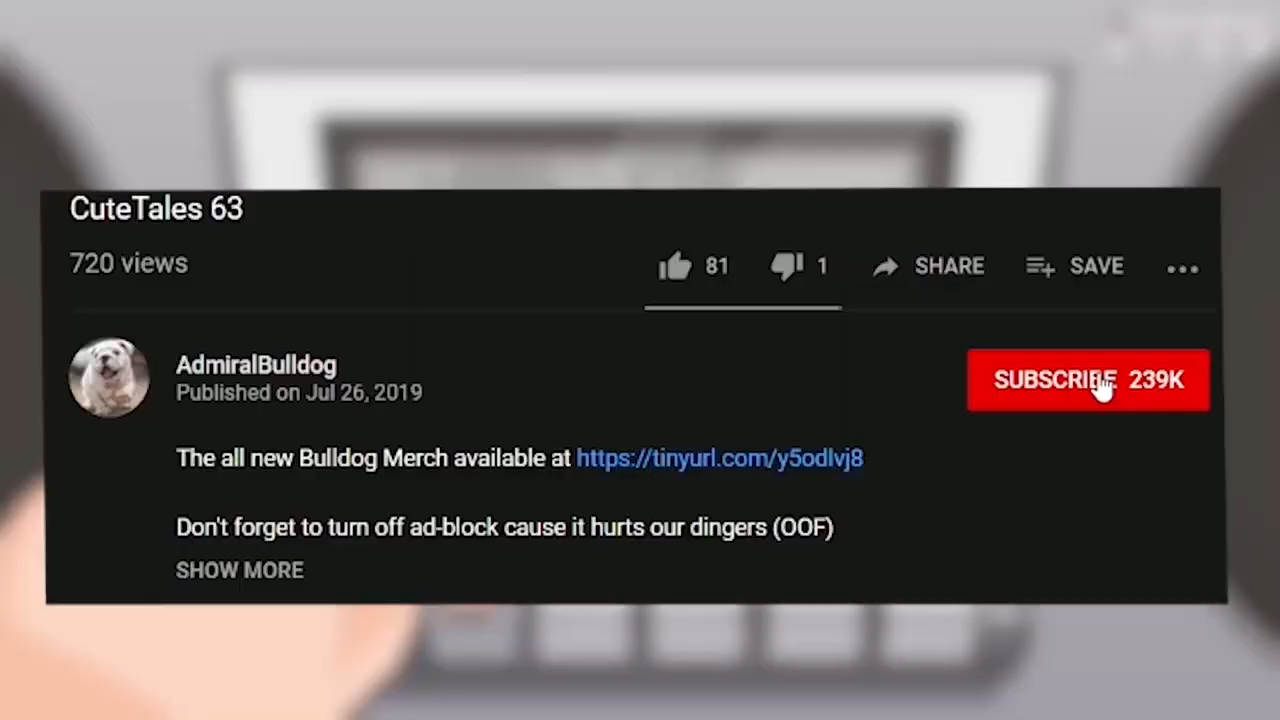 CuteTales 63
720 views
81
1
SHARE
SAVE
AdmiralBulldog
Published on Jul 26, 2019
SUBSCRIBE 239K
The all new Bulldog Merch available at https://tinyurl.com/y5odlvj8
Don't forget to turn off ad-block cause it hurts our dingers (OOF)
SHOW MORE